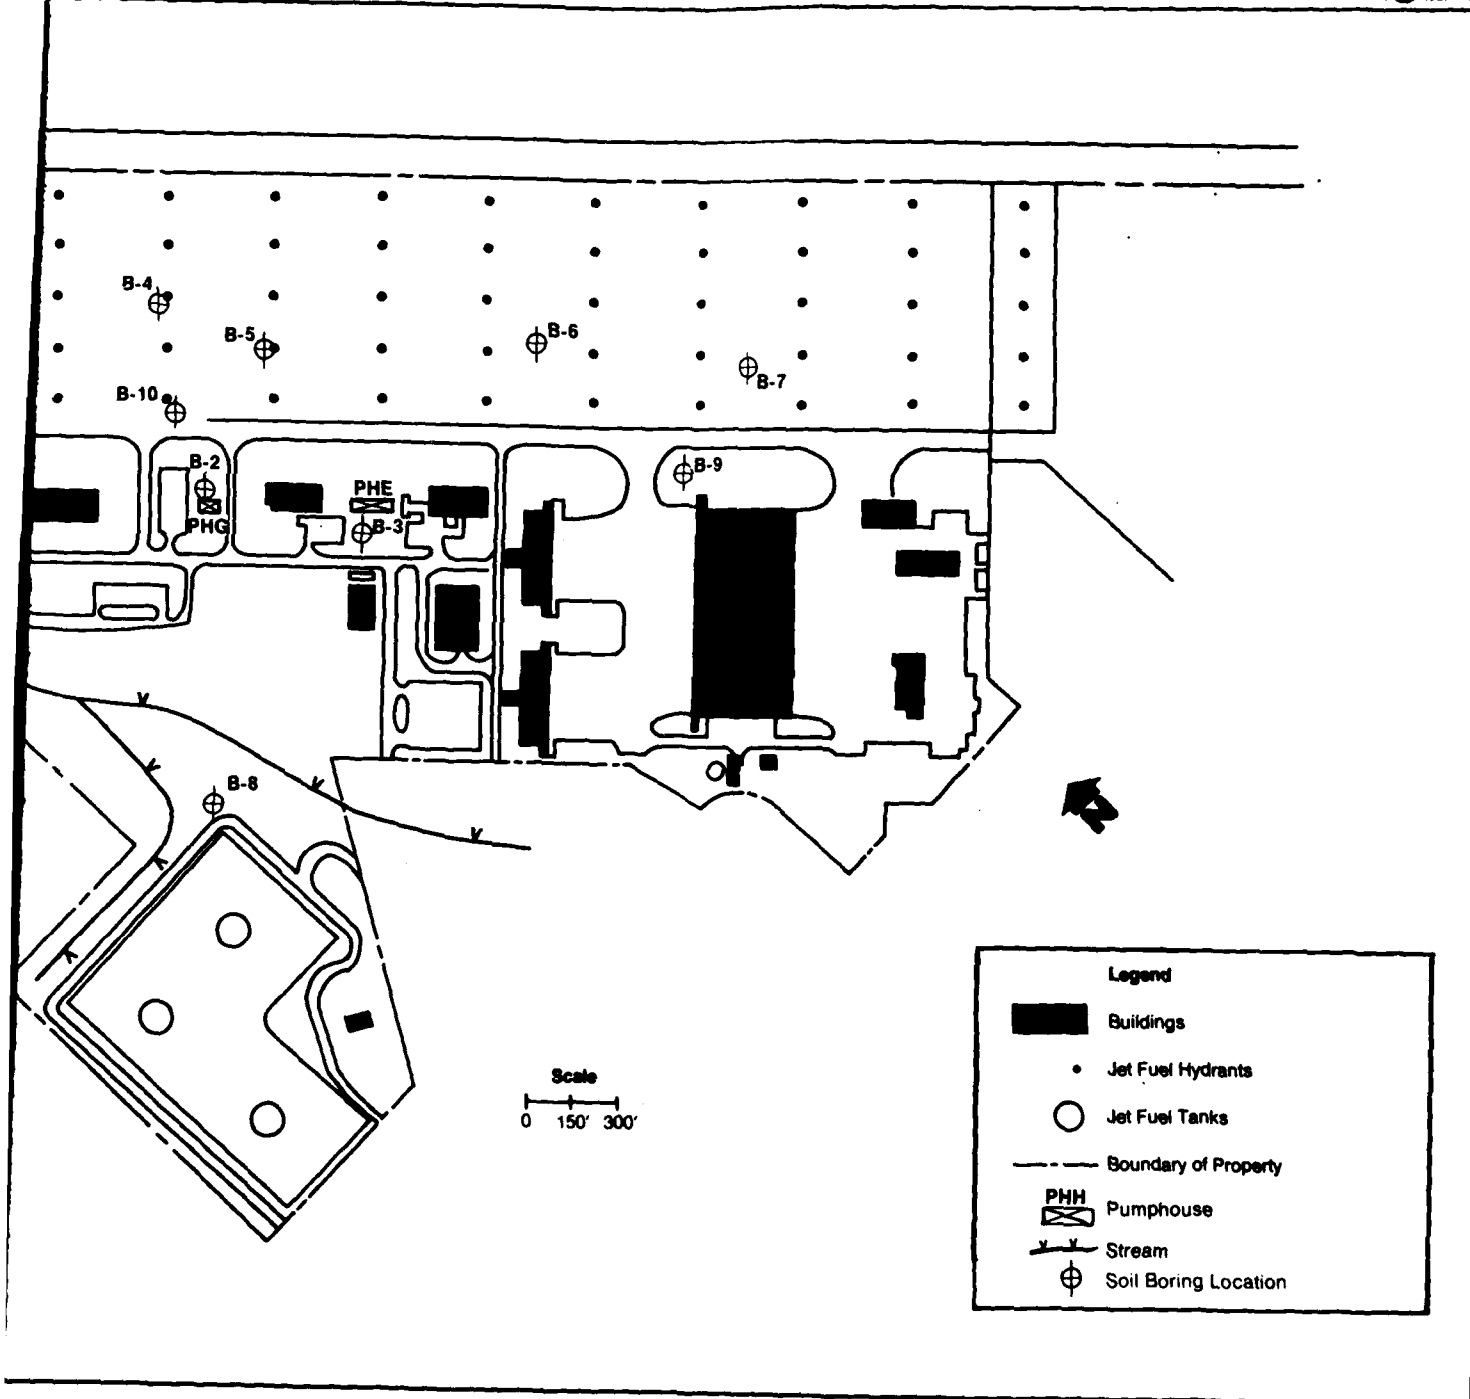 B-4
B-5
B-6
B-7
B-10
B-2
PHG
PHE
B-3
B-9
B-8
N
Scale
0 150' 300'
Legend
Buildings
Jet Fuel Hydrants
Jet Fuel Tanks
Boundary of Property
PHH
Pumphouse
Stream
Soil Boring Location